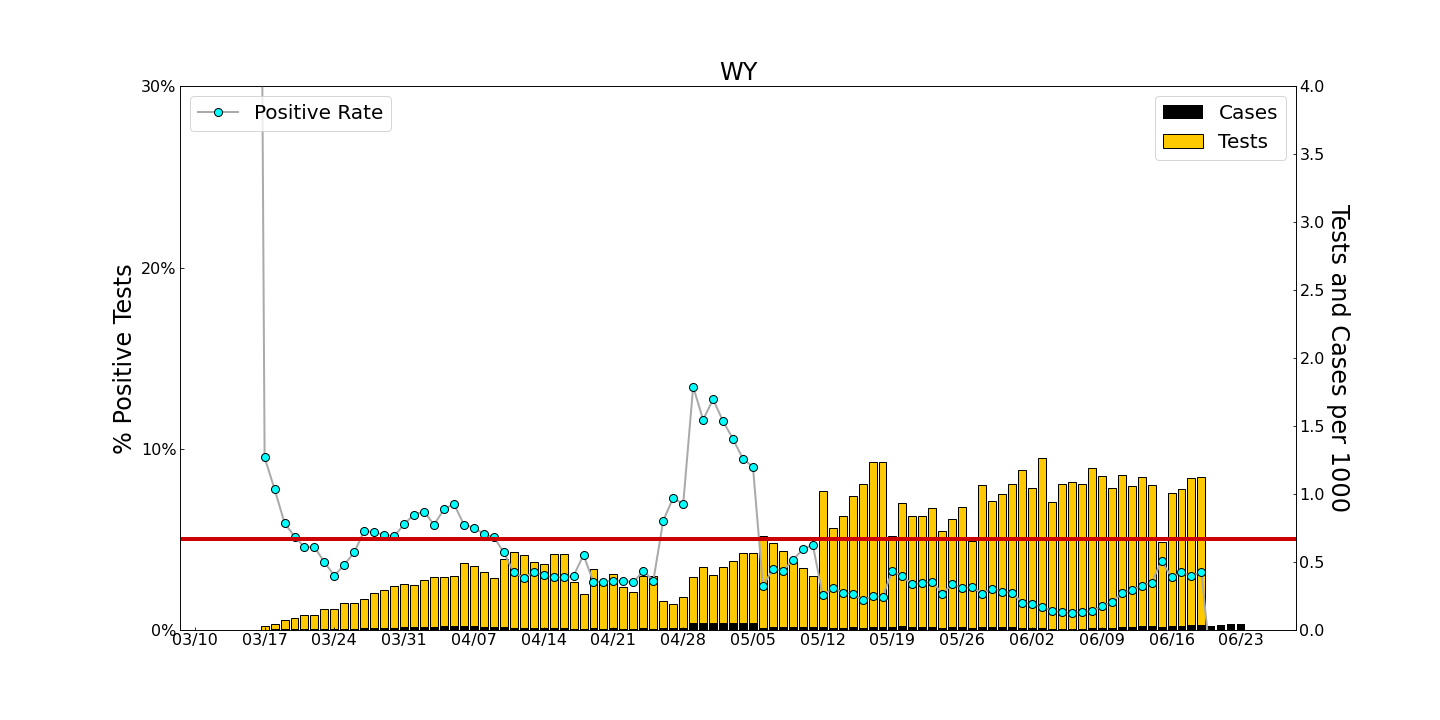 WY
Positive Rate
Cases
Tests
% Positive Tests
30%
20%
10%
0%
Tests and Cases per 1000
4.0
3.5
3.0
2.5
2.0
1.5
1.0
0.5
0.0
03/10 03/17 03/24 03/31 04/07 04/14 04/21 04/28 05/05 05/12 05/19 05/26 06/02 06/09 06/16 06/23